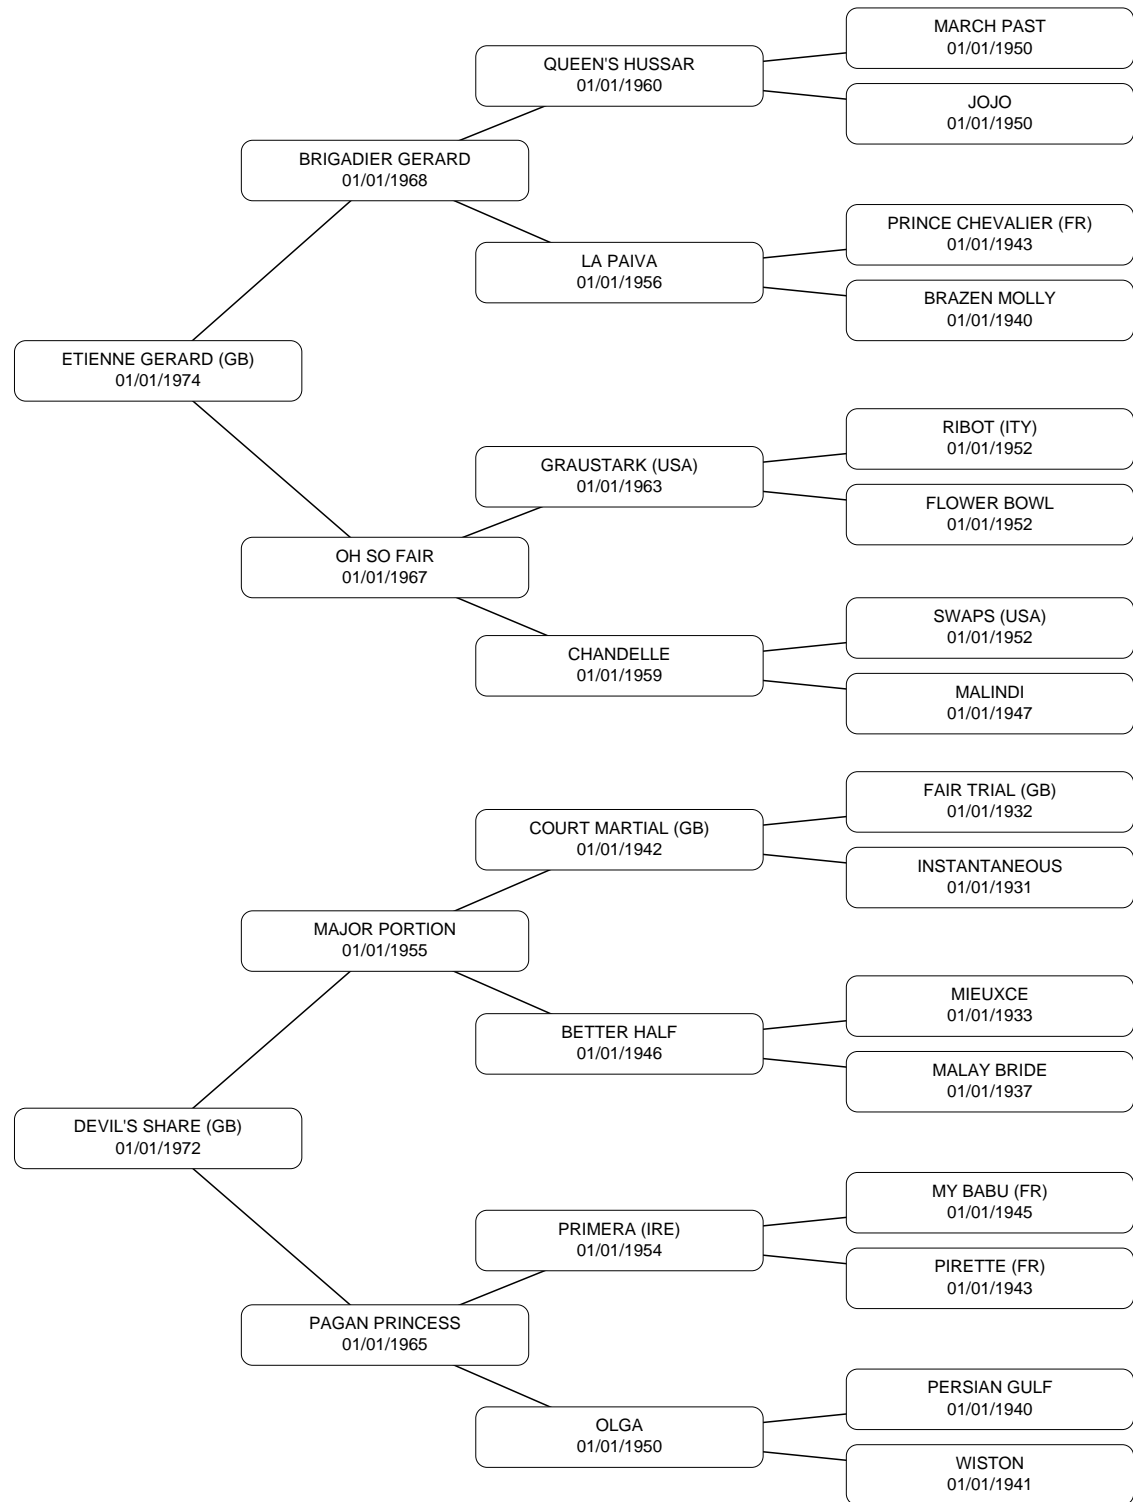 MARCH PAST
01/01/1950
QUEEN'S HUSSAR
01/01/1960
JOJO
01/01/1950
BRIGADIER GERARD
01/01/1968
PRINCE CHEVALIER (FR)
01/01/1943
LA PAIVA
01/01/1956
BRAZEN MOLLY
01/01/1940
ETIENNE GERARD (GB)
01/01/1974
RIBOT (ITY)
01/01/1952
GRAUSTARK (USA)
01/01/1963
FLOWER BOWL
01/01/1952
OH SO FAIR
01/01/1967
SWAPS (USA)
01/01/1952
CHANDELLE
01/01/1959
MALINDI
01/01/1947
FAIR TRIAL (GB)
01/01/1932
COURT MARTIAL (GB)
01/01/1942
INSTANTANEOUS
01/01/1931
MAJOR PORTION
01/01/1955
MIEUXCE
01/01/1933
BETTER HALF
01/01/1946
MALAY BRIDE
01/01/1937
DEVIL'S SHARE (GB)
01/01/1972
MY BABU (FR)
01/01/1945
PRIMERA (IRE)
01/01/1954
PIRETTE (FR)
01/01/1943
PAGAN PRINCESS
01/01/1965
PERSIAN GULF
01/01/1940
OLGA
01/01/1950
WISTON
01/01/1941